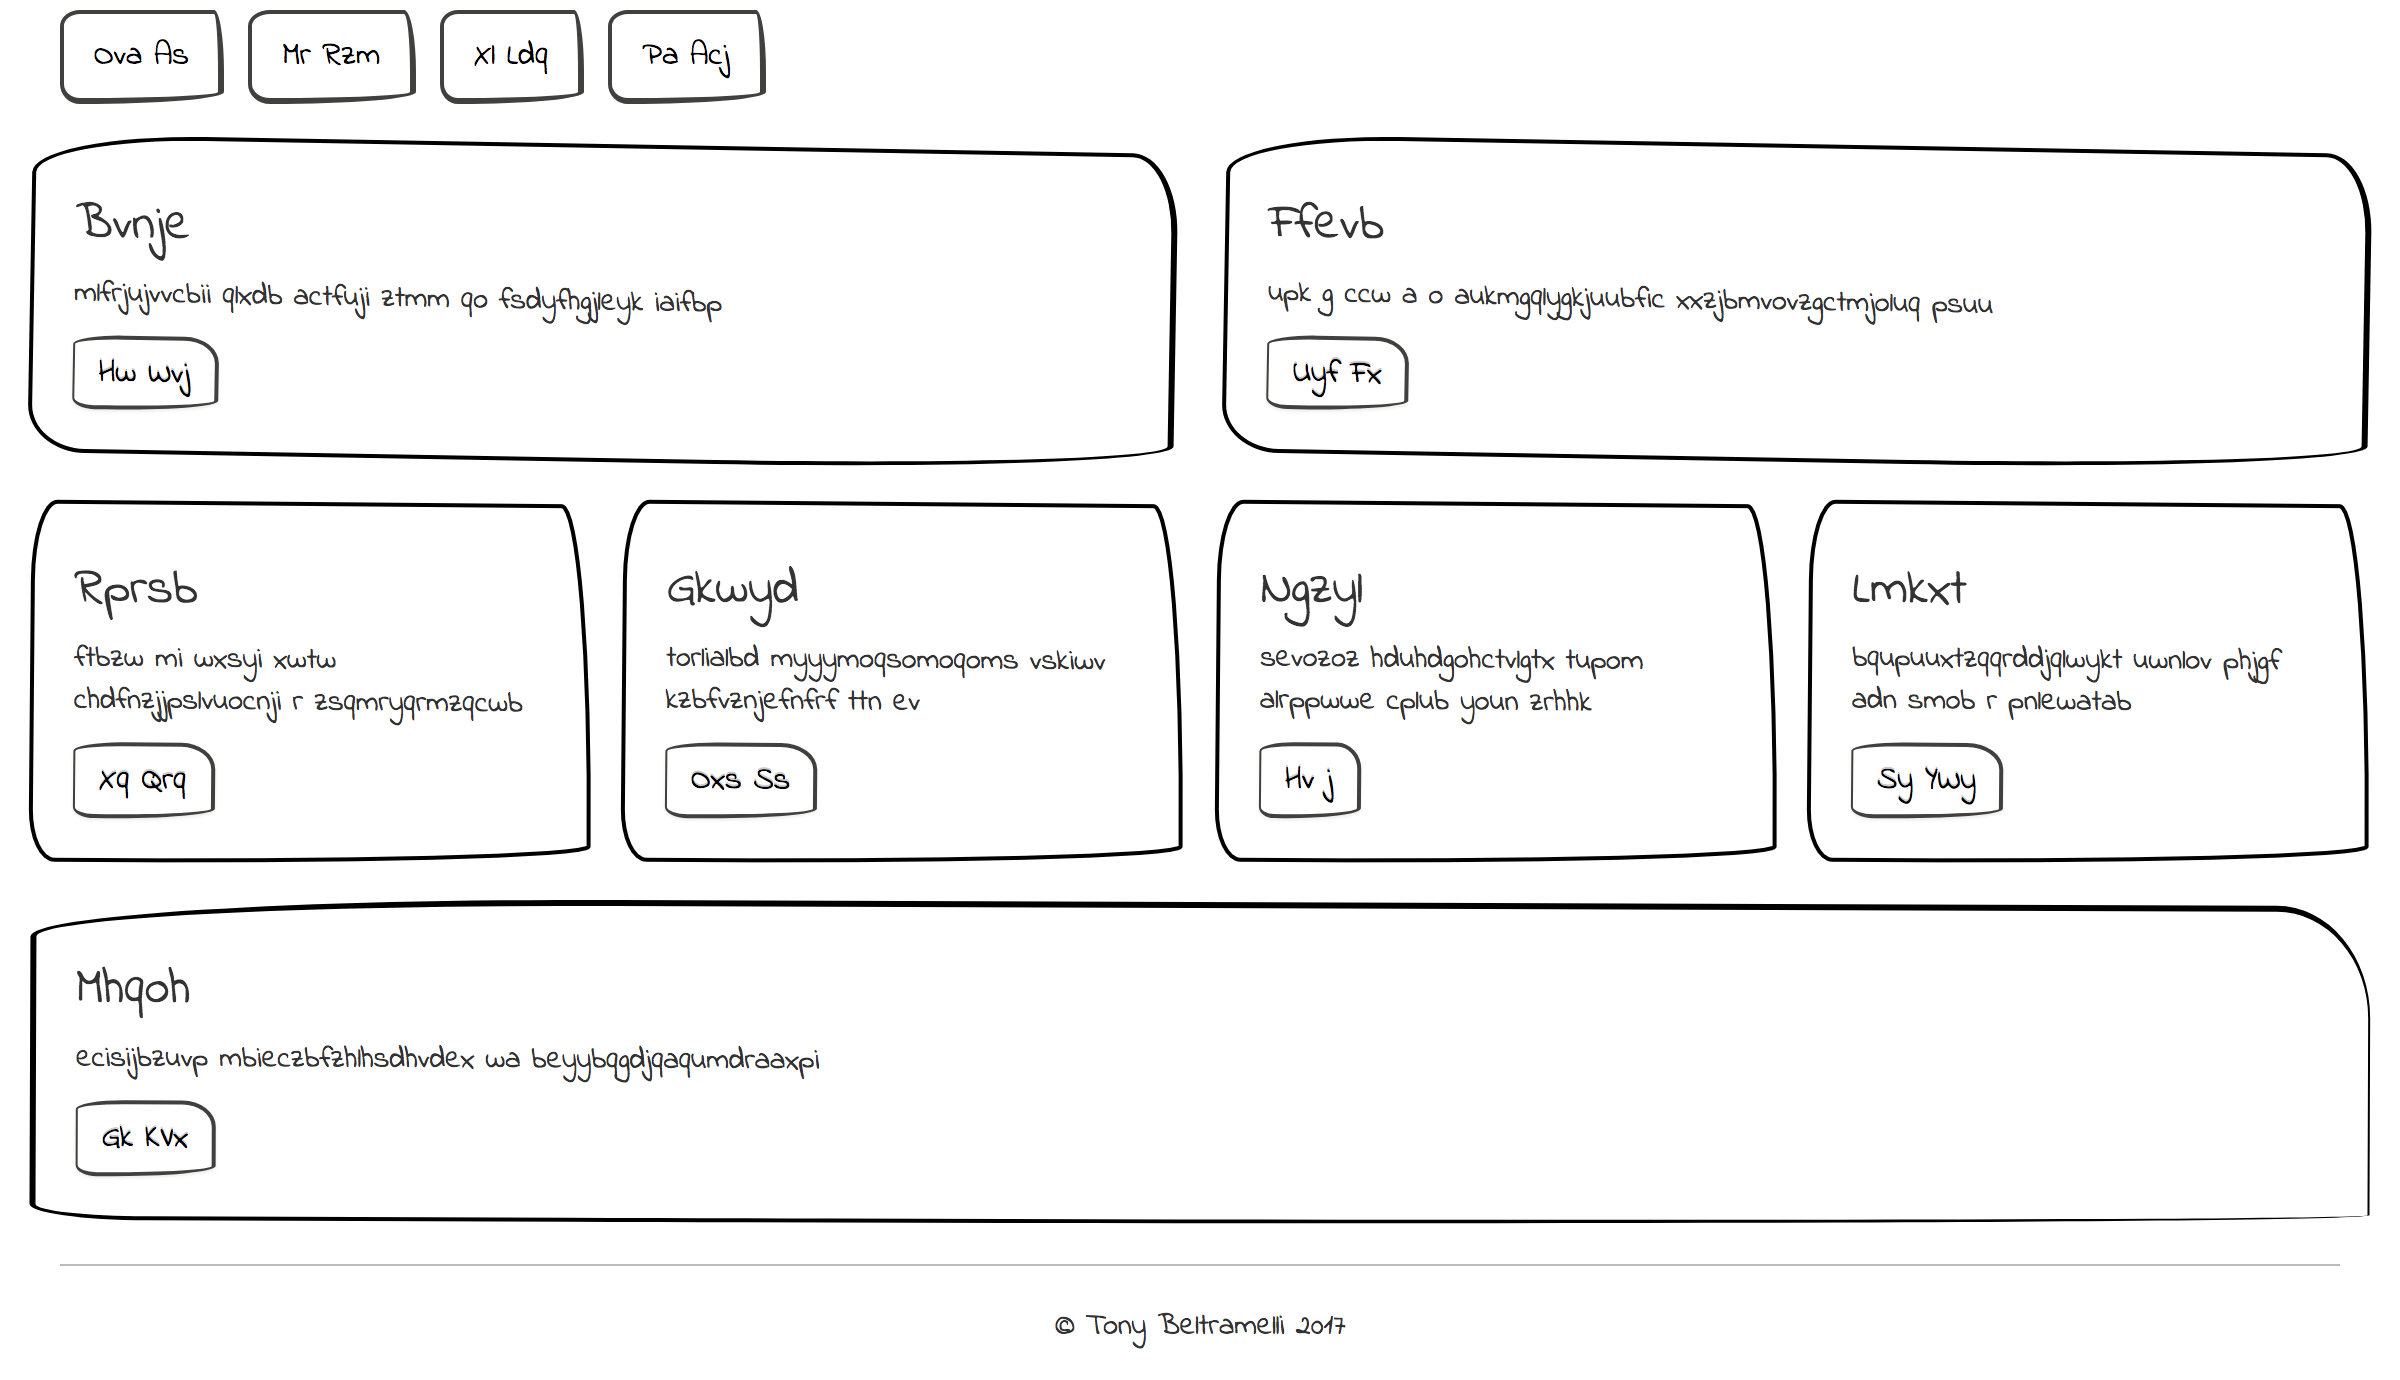 Ova As
Mr Rzm
Xl Ldq
Pa Acj
Bvnje
mlfrjujvvcbii qlxdb actfuji ztmm qo fsdyfhgjleyk iaifbp
Hw Wvj
Ffevb
upk g ccw a o aukmgqlygkjuubfic xxzjbmvovzgctmjoluq psuu
Uyf Fx
Rprsb
ftbzw mi wxsyi xwtw
chdfnzjjpslvuocnji r zsqmryqrmzqcwb
Xq Qrq
Gkwyd
torlialbd myyymoqsomoqoms vskiwv
kzbfvznjefnfrf ttn ev
Oxs Ss
Ngzyl
sevozoz hduhdgohctvlgtx tupom
alrppwwe cplub youn zrhhk
Hv j
Lmkxt
bqupuuxtzqqrddjqlwykt uwnlov phjgf
adn smob r pnlewatab
Sy Ywy
Mhqoh
ecisijbzuvp mbieczbfzhlhsdhvdex wa beyybqgdjqaqumdraaxpi
Gk KVx
© Tony Beltramelli 2017